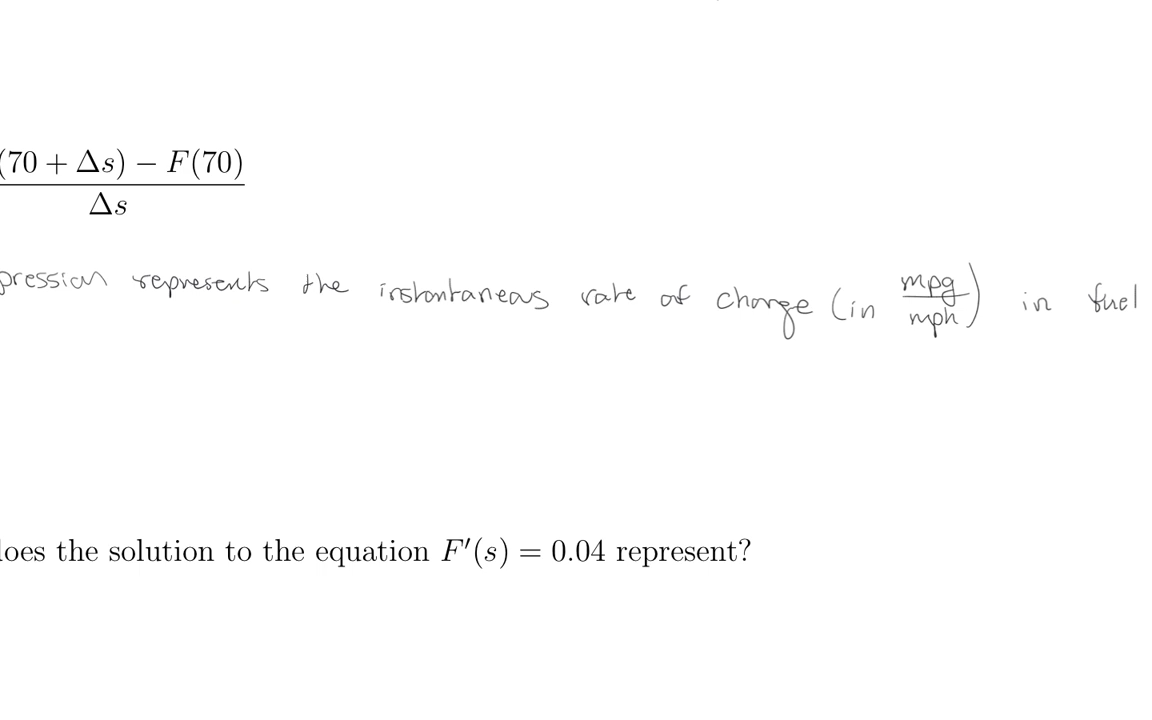 (70 + Δs) − F(70)
Δs
pression represents the instantaneous rate of change (in mpg/mph) in fuel
loes the solution to the equation F′(s) = 0.04 represent?